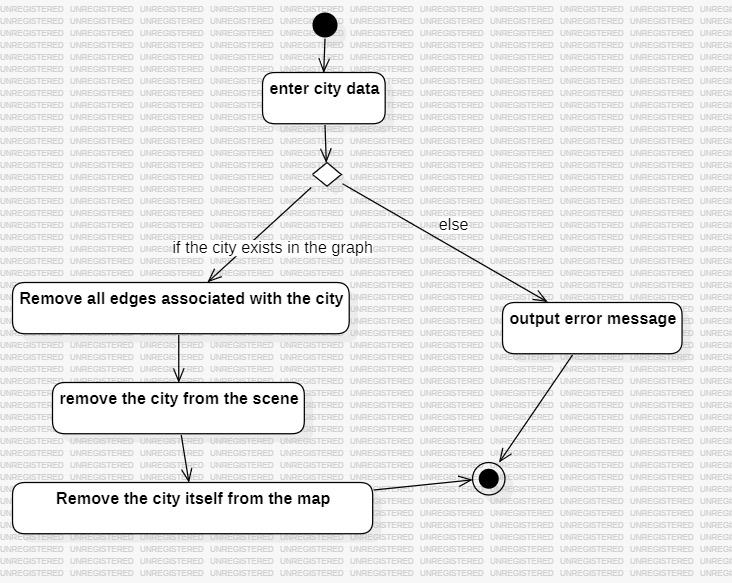 enter city data
else
if the city exists in the graph
Remove all edges associated with the city
output error message
remove the city from the scene
Remove the city itself from the map
UNREGISTERED